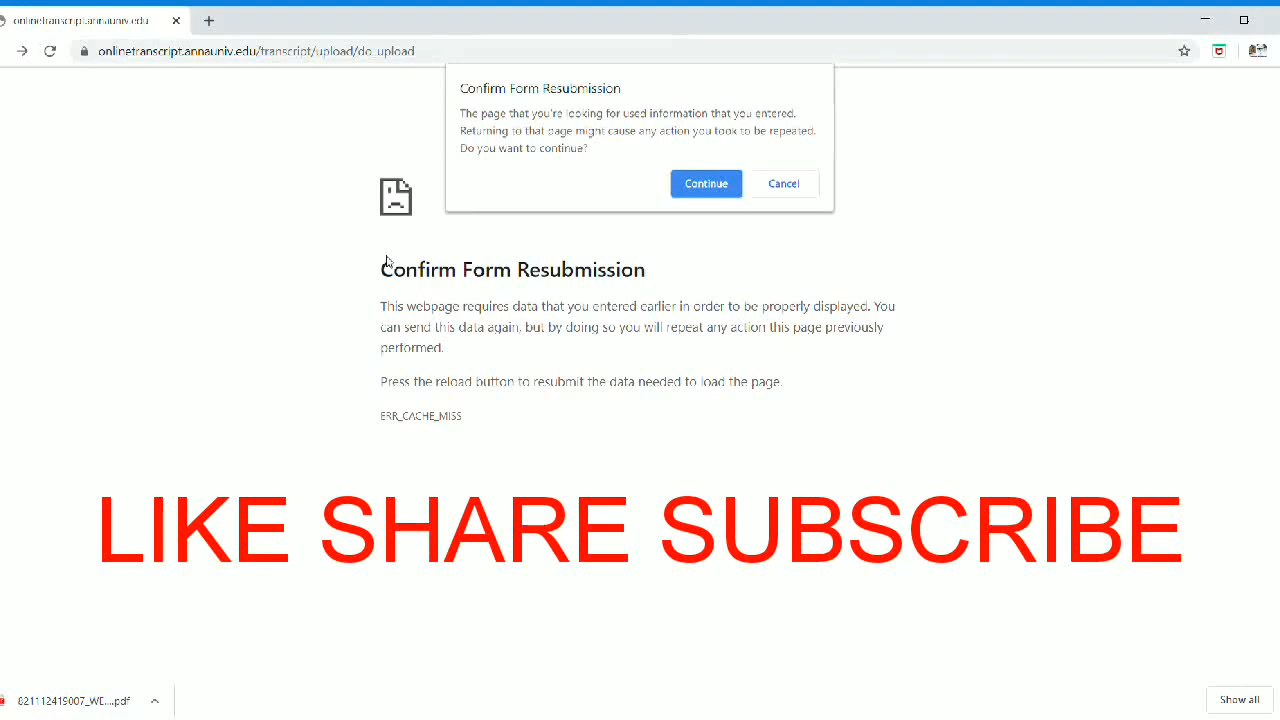 onlinetranscript.annauniv.edu
onlinetranscript.annauniv.edu/transcript/upload/do_upload
Confirm Form Resubmission
The page that you're looking for used information that you entered.
Returning to that page might cause any action you took to be repeated.
Do you want to continue?
Continue Cancel
Confirm Form Resubmission
This webpage requires data that you entered earlier in order to be properly displayed. You
can send this data again, but by doing so you will repeat any action this page previously
performed.
Press the reload button to resubmit the data needed to load the page.
ERR_CACHE_MISS
LIKE SHARE SUBSCRIBE
821112419007_WE....pdf
Show all